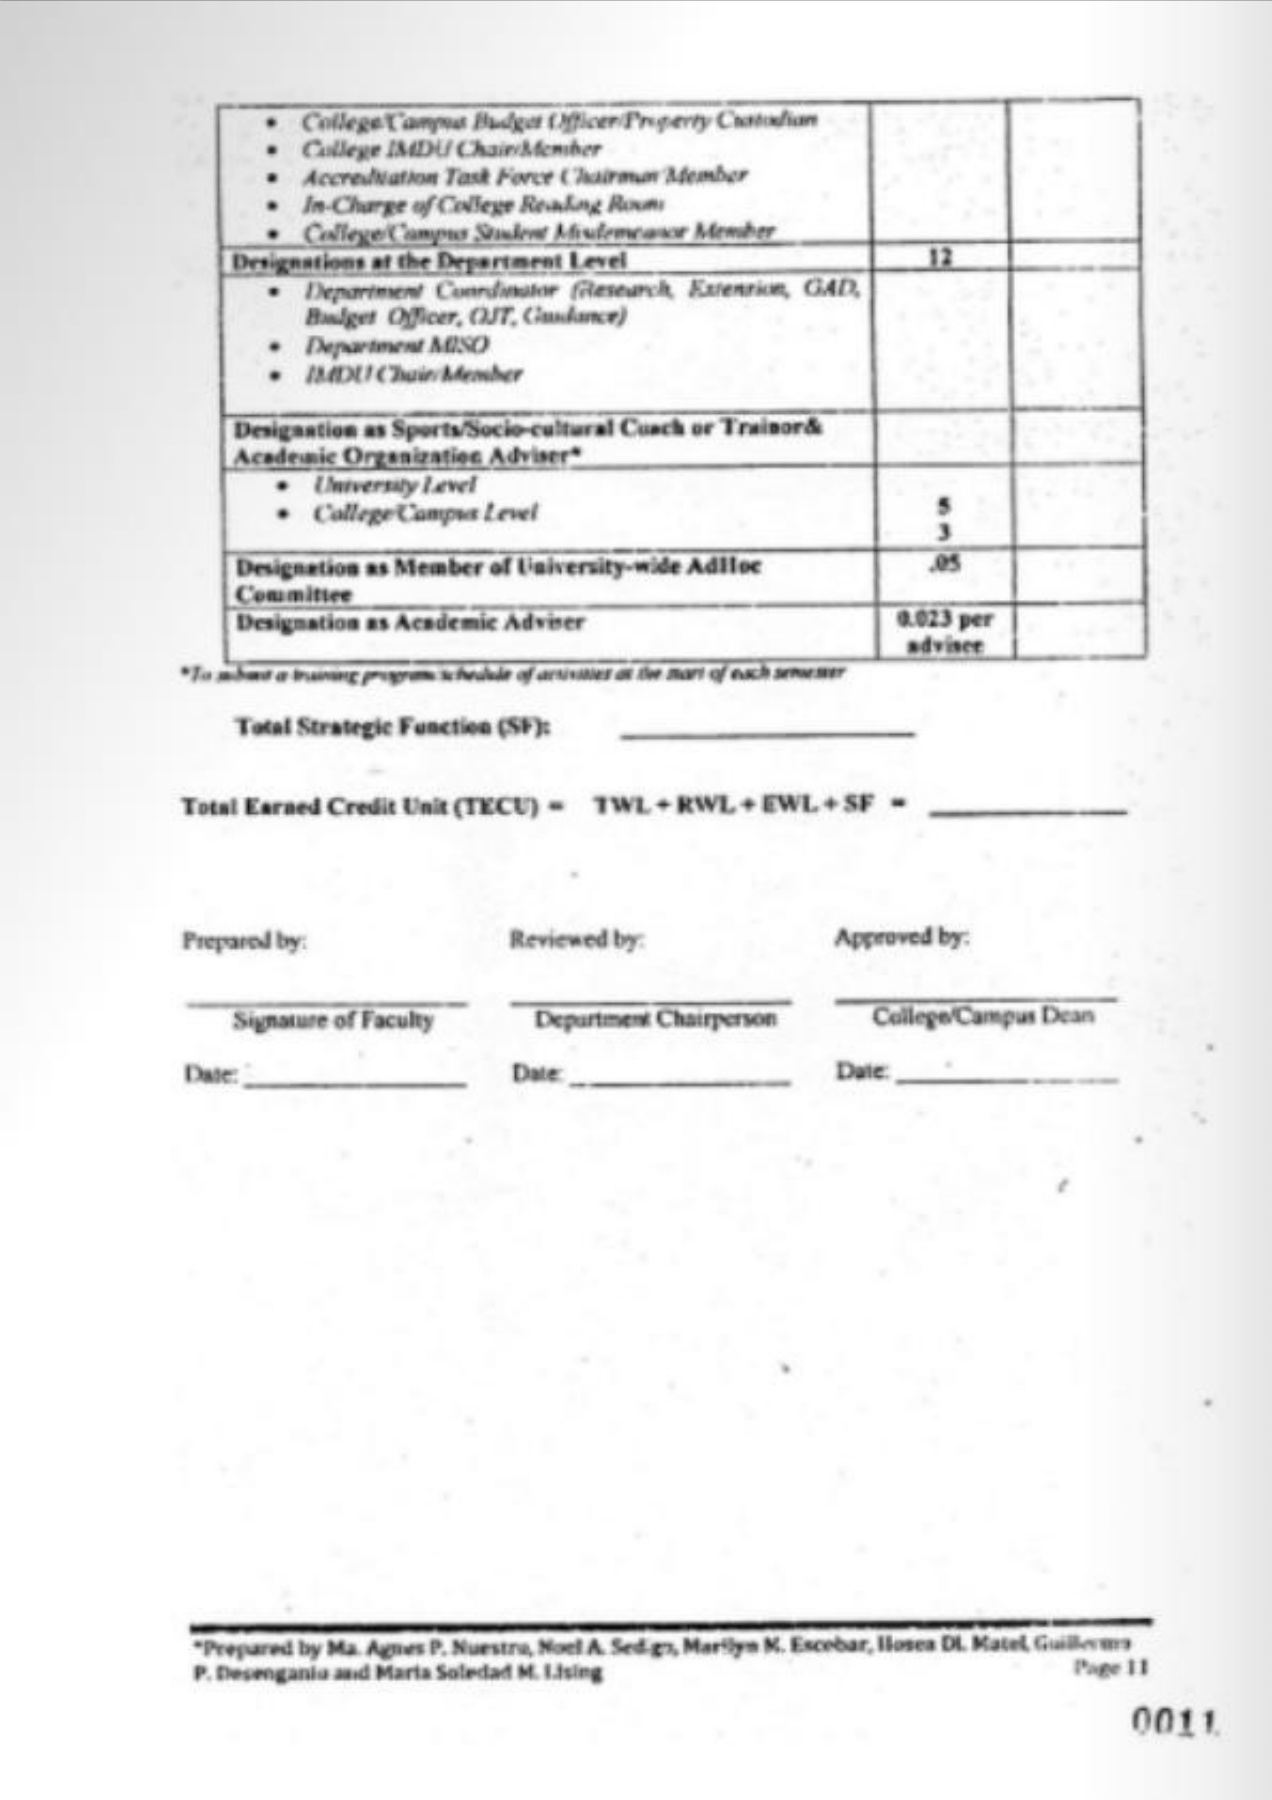 • College/Campus Budget Officer/Property Custodian
• College IMDU Chair/Member
• Accreditation Task Force Chairman/Member
• In-Charge of College Reading Room
• College/Campus Student Misdemeanor Member
Designations at the Department Level 12
• Department Coordinator (Research, Extension, GAD,
Budget Officer, OJT, Guidance)
• Department MISO
• IMDU Chair/Member
Designation as Sports/Socio-cultural Coach or Trainor&
Academic Organization Adviser*
• University Level
• College/Campus Level 5
3
Designation as Member of University-wide AdHoc .05
Committee
Designation as Academic Adviser 0.023 per
advisee
*To submit a training program/schedule of activities at the start of each semester
Total Strategic Function (SF):
Total Earned Credit Unit (TECU) = TWL + RWL + EWL + SF =
Prepared by: Reviewed by: Approved by:
Signature of Faculty Department Chairperson College/Campus Dean
Date: Date: Date:
*Prepared by Ma. Agnes P. Nuestro, Noel A. Sedigo, Marilyn M. Escobar, Hosea DL. Matel, Guillermo
P. Desenganio and Maria Soledad M. Lising
Page 11
0011